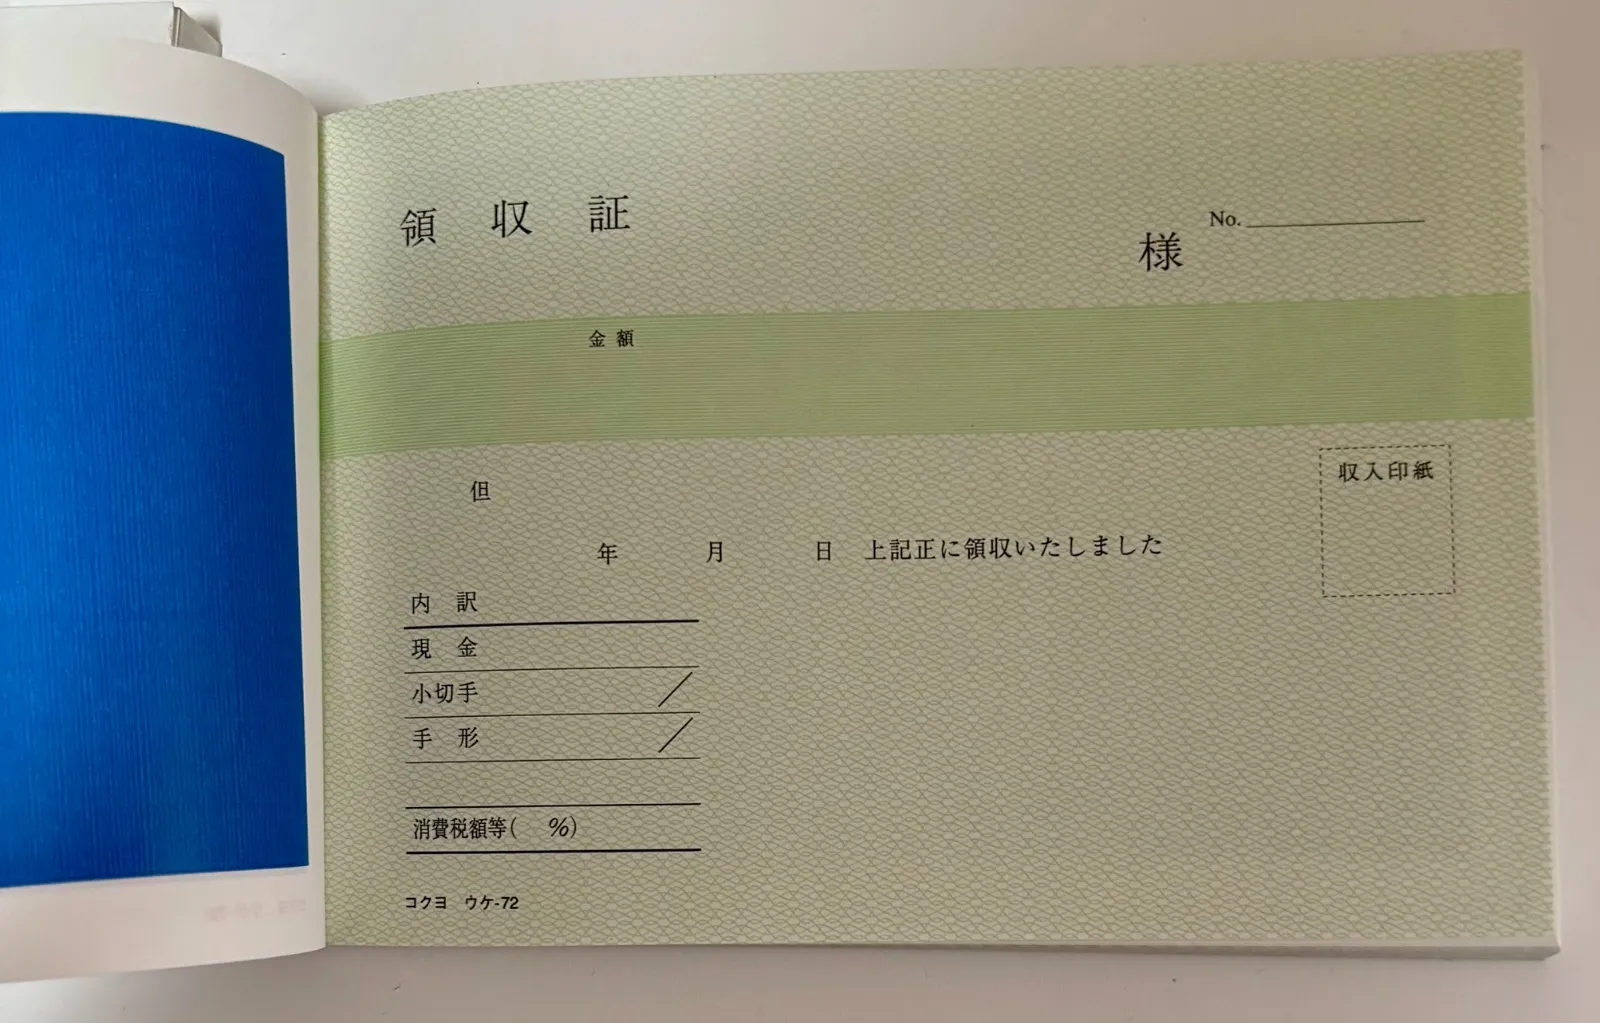 領 収 証
No.
様
金額
収入印紙
但
年 月 日 上記正に領収いたしました
内 訳
現 金
小切手 /
手 形 /
消費税額等( %)
コクヨ ウケ-72